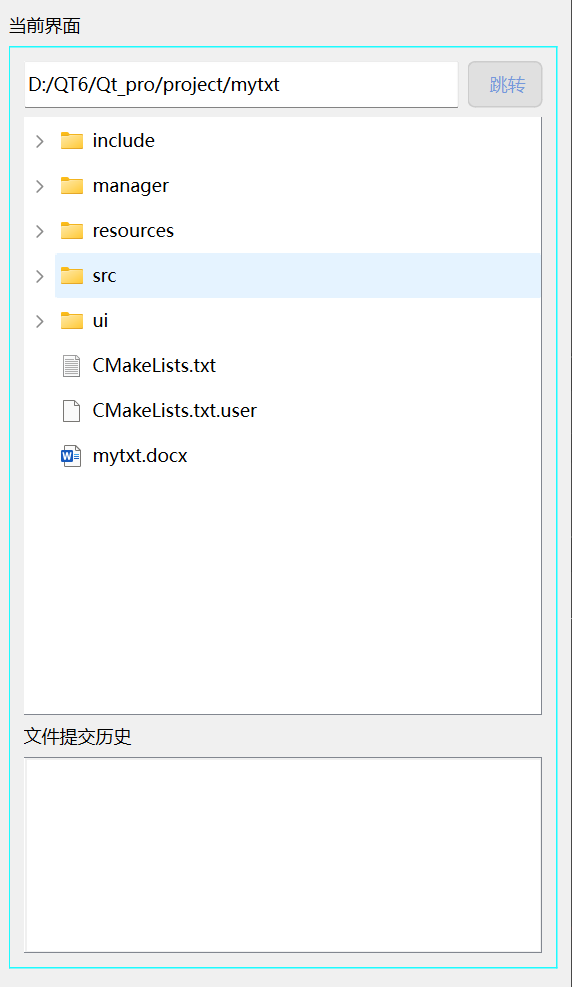 当前界面
D:/QT6/Qt_pro/project/mytxt 跳转
include
manager
resources
src
ui
CMakeLists.txt
CMakeLists.txt.user
mytxt.docx
文件提交历史